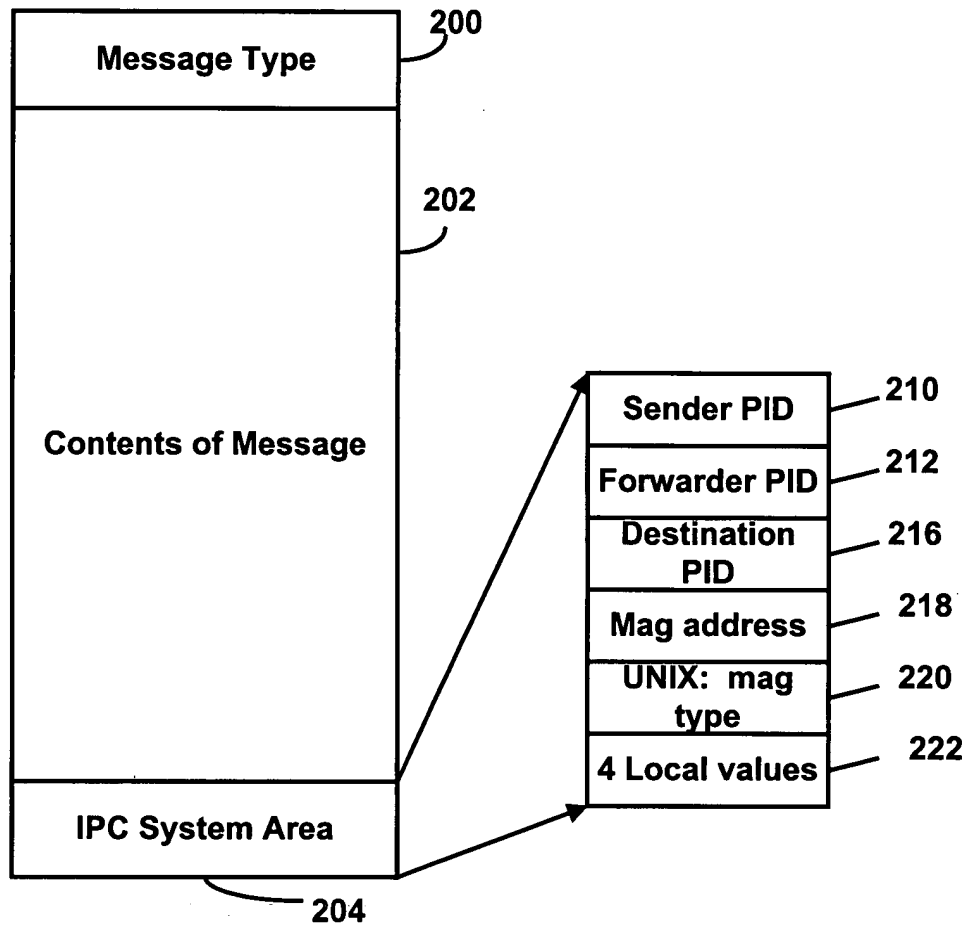 Message Type
200
202
Contents of Message
IPC System Area
204
Sender PID
210
Forwarder PID
212
Destination
PID
216
Mag address
218
UNIX: mag
type
220
4 Local values
222